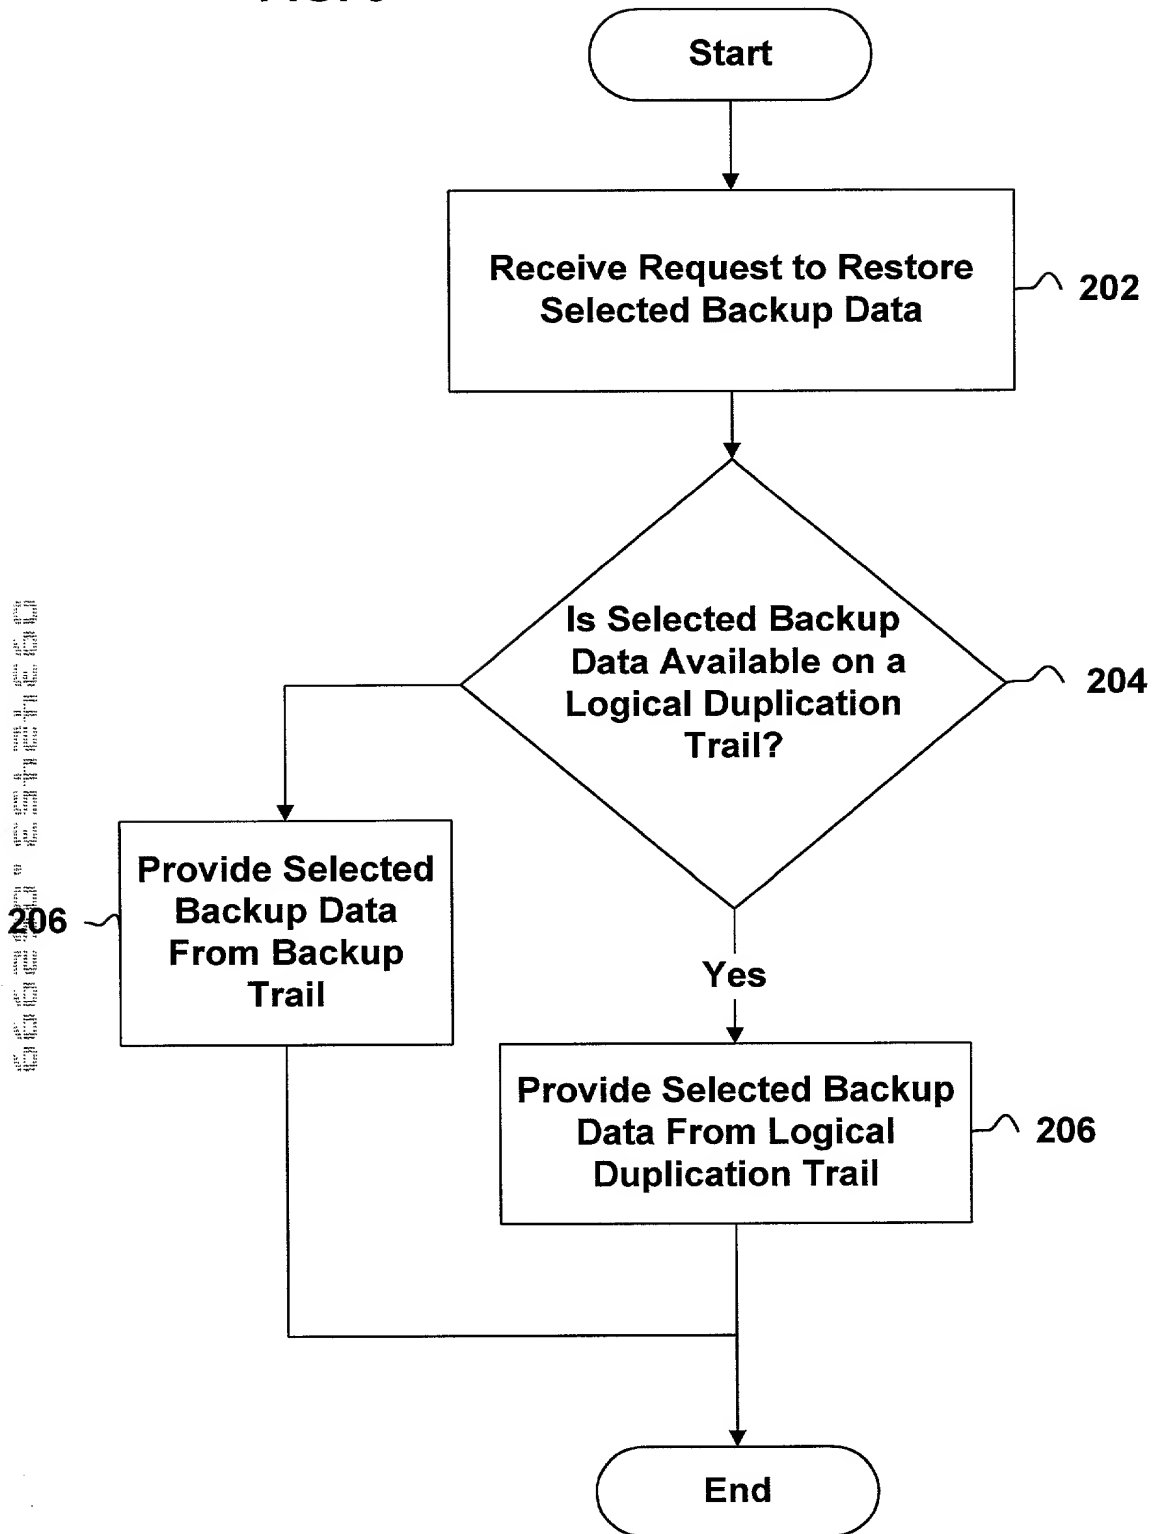 Start
Receive Request to Restore
Selected Backup Data
202
Is Selected Backup
Data Available on a
Logical Duplication
Trail?
204
Provide Selected
Backup Data
From Backup
Trail
206
Yes
Provide Selected Backup
Data From Logical
Duplication Trail
206
End